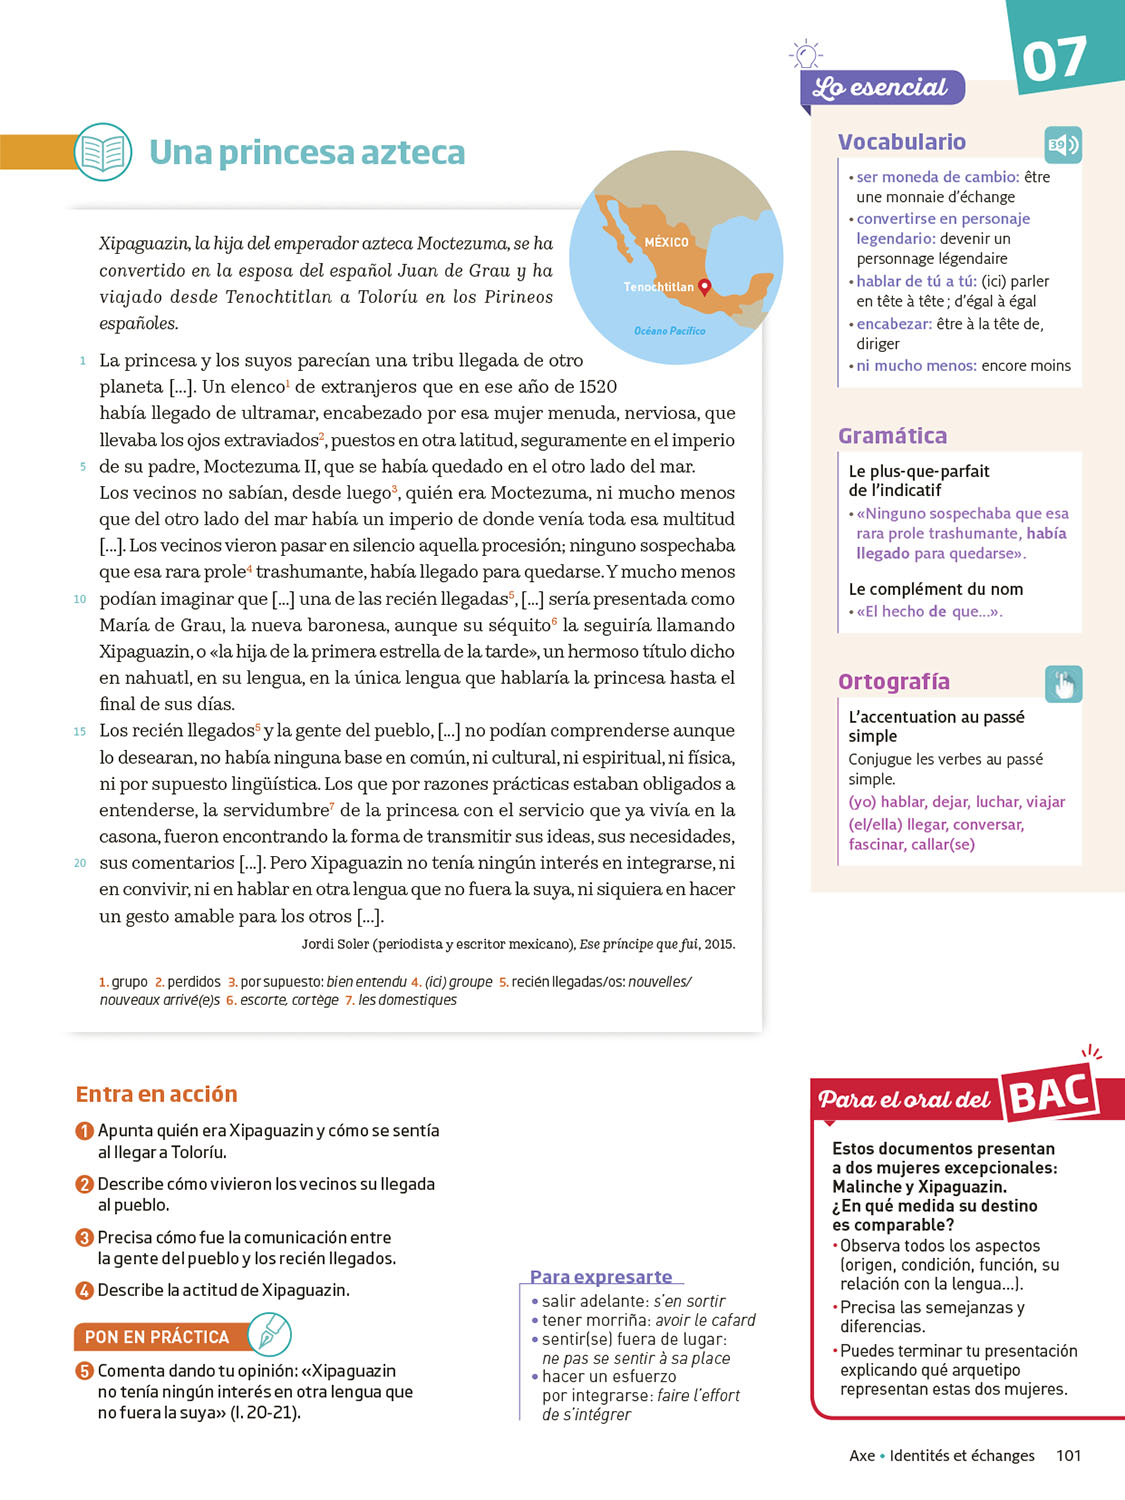 07
Lo esencial
Una princesa azteca
MÉXICO
Tenochtitlan
Océano Pacífico
Xipaguazin, la hija del emperador azteca Moctezuma, se ha
convertido en la esposa del español Juan de Grau y ha
viajado desde Tenochtitlan a Toloríu en los Pirineos
españoles.
1 La princesa y los suyos parecían una tribu llegada de otro
planeta [...]. Un elenco1 de extranjeros que en ese año de 1520
había llegado de ultramar, encabezado por esa mujer menuda, nerviosa, que
llevaba los ojos extraviados2, puestos en otra latitud, seguramente en el imperio
5 de su padre, Moctezuma II, que se había quedado en el otro lado del mar.
Los vecinos no sabían, desde luego3, quién era Moctezuma, ni mucho menos
que del otro lado del mar había un imperio de donde venía toda esa multitud
[...]. Los vecinos vieron pasar en silencio aquella procesión; ninguno sospechaba
que esa rara prole4 trashumante, había llegado para quedarse. Y mucho menos
10 podían imaginar que [...] una de las recién llegadas5, [...] sería presentada como
María de Grau, la nueva baronesa, aunque su séquito6 la seguiría llamando
Xipaguazin, o «la hija de la primera estrella de la tarde», un hermoso título dicho
en nahuatl, en su lengua, en la única lengua que hablaría la princesa hasta el
final de sus días.
15 Los recién llegados5 y la gente del pueblo, [...] no podían comprenderse aunque
lo desearan, no había ninguna base en común, ni cultural, ni espiritual, ni física,
ni por supuesto lingüística. Los que por razones prácticas estaban obligados a
entenderse, la servidumbre7 de la princesa con el servicio que ya vivía en la
casona, fueron encontrando la forma de transmitir sus ideas, sus necesidades,
20 sus comentarios [...]. Pero Xipaguazin no tenía ningún interés en integrarse, ni
en convivir, ni en hablar en otra lengua que no fuera la suya, ni siquiera en hacer
un gesto amable para los otros [...].
Jordi Soler (periodista y escritor mexicano), Ese príncipe que fui, 2015.
1. grupo 2. perdidos 3. por supuesto: bien entendu 4. (ici) groupe 5. recién llegadas/os: nouvelles/
nouveaux arrivé(e)s 6. escorte, cortège 7. les domestiques
Vocabulario
39
• ser moneda de cambio: être
une monnaie d'échange
• convertirse en personaje
legendario: devenir un
personnage légendaire
• hablar de tú a tú: (ici) parler
en tête à tête ; d'égal à égal
• encabezar: être à la tête de,
diriger
• ni mucho menos: encore moins
Gramática
Le plus-que-parfait
de l'indicatif
• «Ninguno sospechaba que esa
rara prole trashumante, había
llegado para quedarse».
Le complément du nom
• «El hecho de que...».
Ortografía
L'accentuation au passé
simple
Conjugue les verbes au passé
simple.
(yo) hablar, dejar, luchar, viajar
(el/ella) llegar, conversar,
fascinar, callar(se)
Entra en acción
1 Apunta quién era Xipaguazin y cómo se sentía
al llegar a Toloríu.
2 Describe cómo vivieron los vecinos su llegada
al pueblo.
3 Precisa cómo fue la comunicación entre
la gente del pueblo y los recién llegados.
4 Describe la actitud de Xipaguazin.
PON EN PRÁCTICA
5 Comenta dando tu opinión: «Xipaguazin
no tenía ningún interés en otra lengua que
no fuera la suya» (l. 20-21).
Para expresarte
• salir adelante: s'en sortir
• tener morriña: avoir le cafard
• sentir(se) fuera de lugar:
ne pas se sentir à sa place
• hacer un esfuerzo
por integrarse: faire l'effort
de s'intégrer
Para el oral del BAC
Estos documentos presentan
a dos mujeres excepcionales:
Malinche y Xipaguazin.
¿En qué medida su destino
es comparable?
• Observa todos los aspectos
(origen, condición, función, su
relación con la lengua...).
• Precisa las semejanzas y
diferencias.
• Puedes terminar tu presentación
explicando qué arquetipo
representan estas dos mujeres.
Axe • Identités et échanges 101